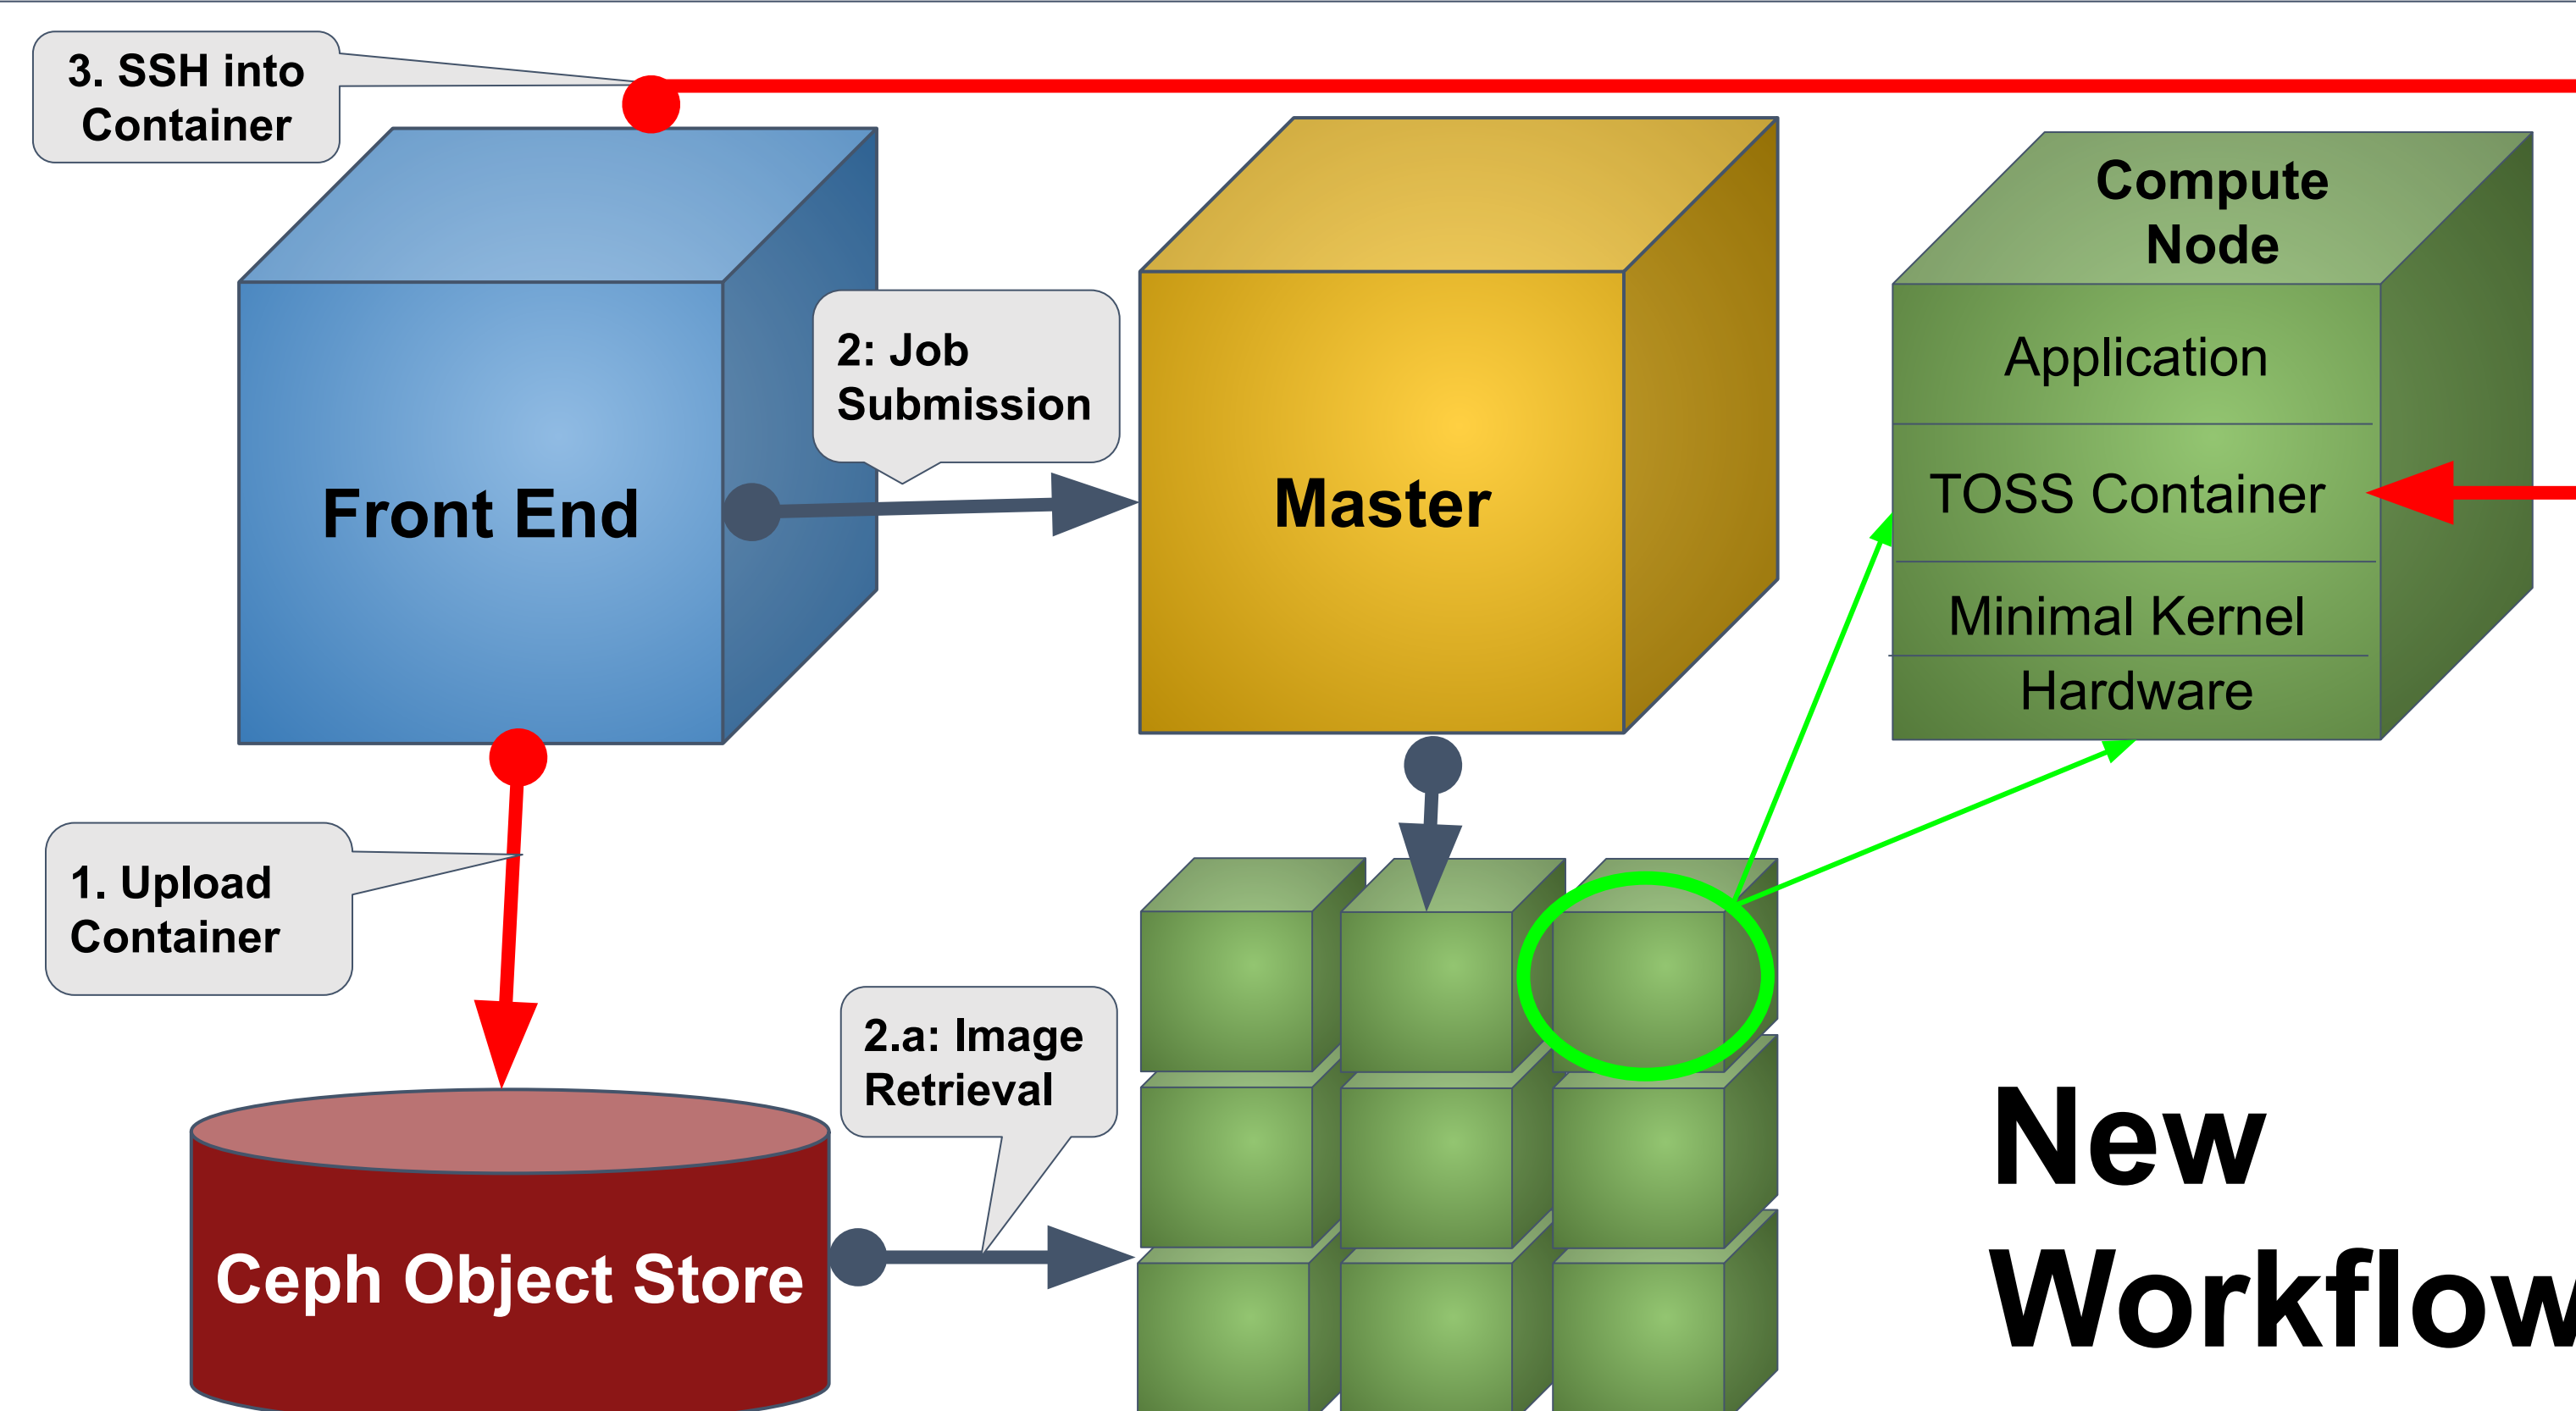 3. SSH into
Container
Compute
Node
2: Job
Submission
Application
Front End
Master
TOSS Container
Minimal Kernel
Hardware
1. Upload
Container
2.a: Image
Retrieval
Ceph Object Store
New
Workflow